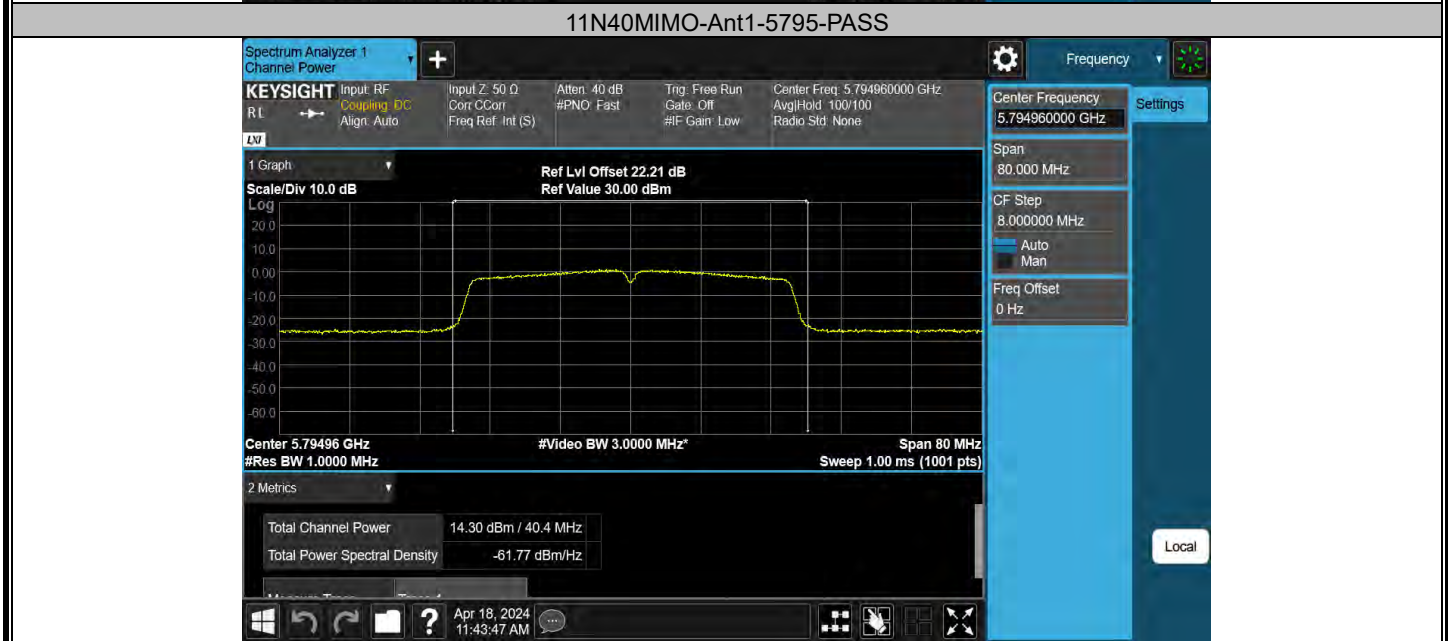 11N40MIMO-Ant1-5795-PASS
Spectrum Analyzer 1
Channel Power
+
Frequency
KEYSIGHT
RL
LXI
Input: RF
Coupling: DC
Align: Auto
Input Z: 50 Ω
Corr CCorr
Freq Ref: Int (S)
Atten: 40 dB
#PNO: Fast
Trig: Free Run
Gate: Off
#IF Gain: Low
Center Freq: 5.794960000 GHz
Avg|Hold: 100/100
Radio Std: None
Center Frequency
5.794960000 GHz
Settings
Span
80.000 MHz
CF Step
8.000000 MHz
Auto
Man
Freq Offset
0 Hz
1 Graph
Scale/Div 10.0 dB
Ref Lvl Offset 22.21 dB
Ref Value 30.00 dBm
Log
20.0
10.0
0.00
-10.0
-20.0
-30.0
-40.0
-50.0
-60.0
Center 5.79496 GHz
#Video BW 3.0000 MHz*
Span 80 MHz
#Res BW 1.0000 MHz
Sweep 1.00 ms (1001 pts)
2 Metrics
Total Channel Power 14.30 dBm / 40.4 MHz
Total Power Spectral Density -61.77 dBm/Hz
Local
?
Apr 18, 2024
11:43:47 AM